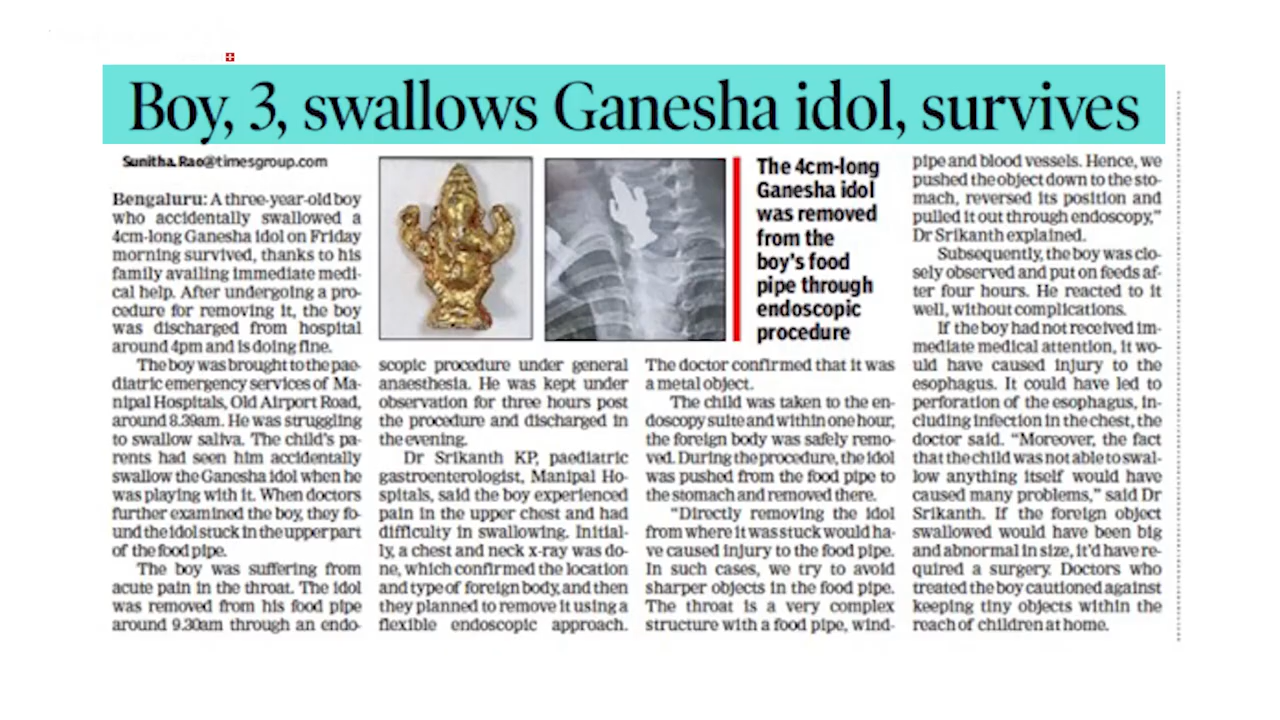 Boy, 3, swallows Ganesha idol, survives
Sunitha.Rao@timesgroup.com
Bengaluru: A three-year-old boy
who accidentally swallowed a
4cm-long Ganesha idol on Friday
morning survived, thanks to his
family availing immediate medi-
cal help. After undergoing a pro-
cedure for removing it, the boy
was discharged from hospital
around 4pm and is doing fine.
The boy was brought to the pae-
diatric emergency services of Ma-
nipal Hospitals, Old Airport Road,
around 8.39am. He was struggling
to swallow saliva. The child's pa-
rents had seen him accidentally
swallow the Ganesha idol when he
was playing with it. When doctors
further examined the boy, they fo-
und the idol stuck in the upper part
of the food pipe.
The boy was suffering from
acute pain in the throat. The idol
was removed from his food pipe
around 9.30am through an endo-
scopic procedure under general
anaesthesia. He was kept under
observation for three hours post
the procedure and discharged in
the evening.
Dr Srikanth KP, paediatric
gastroenterologist, Manipal Ho-
spitals, said the boy experienced
pain in the upper chest and had
difficulty in swallowing. Initial-
ly, a chest and neck x-ray was do-
ne, which confirmed the location
and type of foreign body, and then
they planned to remove it using a
flexible endoscopic approach.
The 4cm-long
Ganesha idol
was removed
from the
boy's food
pipe through
endoscopic
procedure
The doctor confirmed that it was
a metal object.
The child was taken to the en-
doscopy suite and within one hour,
the foreign body was safely remo-
ved. During the procedure, the idol
was pushed from the food pipe to
the stomach and removed there.
"Directly removing the idol
from where it was stuck would ha-
ve caused injury to the food pipe.
In such cases, we try to avoid
sharper objects in the food pipe.
The throat is a very complex
structure with a food pipe, wind-
pipe and blood vessels. Hence, we
pushed the object down to the sto-
mach, reversed its position and
pulled it out through endoscopy,"
Dr Srikanth explained.
Subsequently, the boy was clo-
sely observed and put on feeds af-
ter four hours. He reacted to it
well, without complications.
If the boy had not received im-
mediate medical attention, it wo-
uld have caused injury to the
esophagus. It could have led to
perforation of the esophagus, in-
cluding infection in the chest, the
doctor said. "Moreover, the fact
that the child was not able to swal-
low anything itself would have
caused many problems," said Dr
Srikanth. If the foreign object
swallowed would have been big
and abnormal in size, it'd have re-
quired a surgery. Doctors who
treated the boy cautioned against
keeping tiny objects within the
reach of children at home.